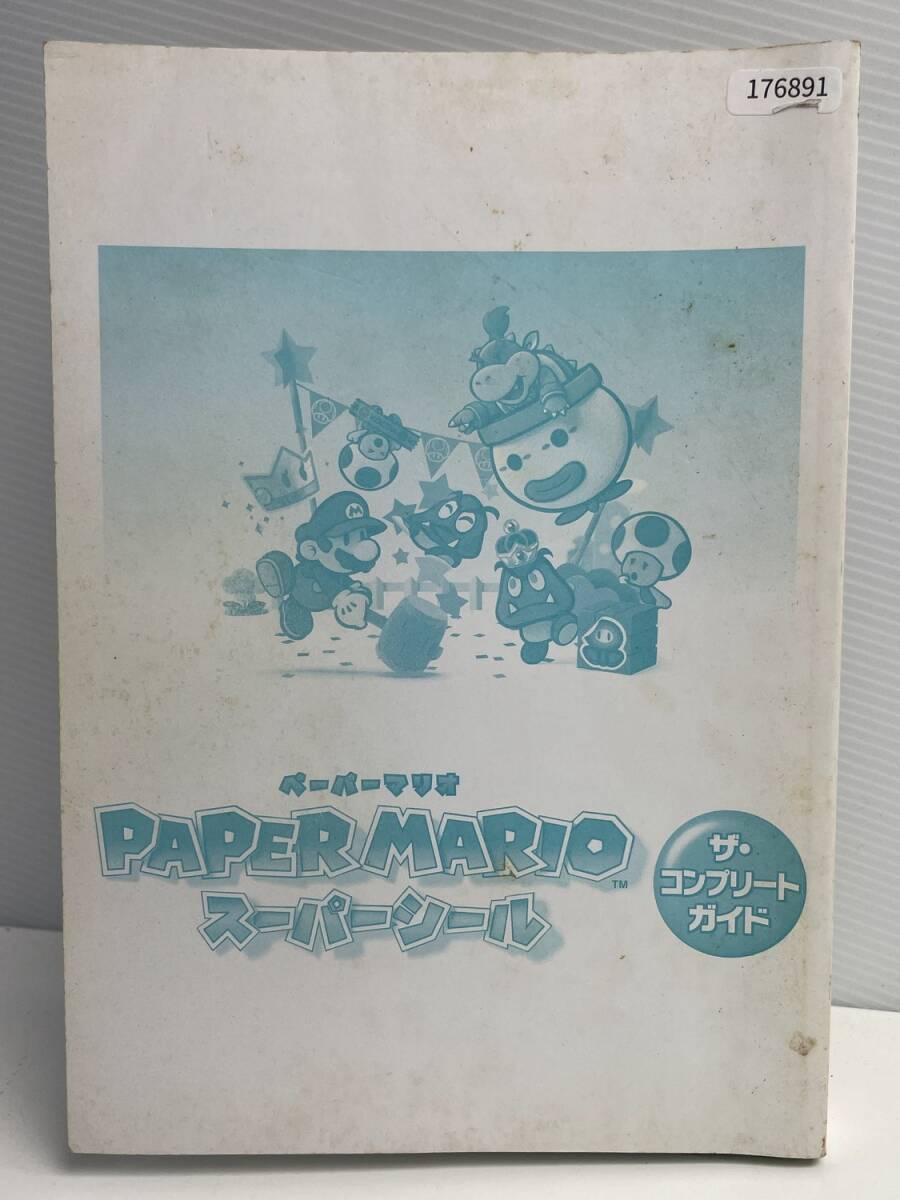 176891
M
ペーパーマリオ
PAPER MARIO
TM
スーパーシール
ザ・
コンプリート
ガイド